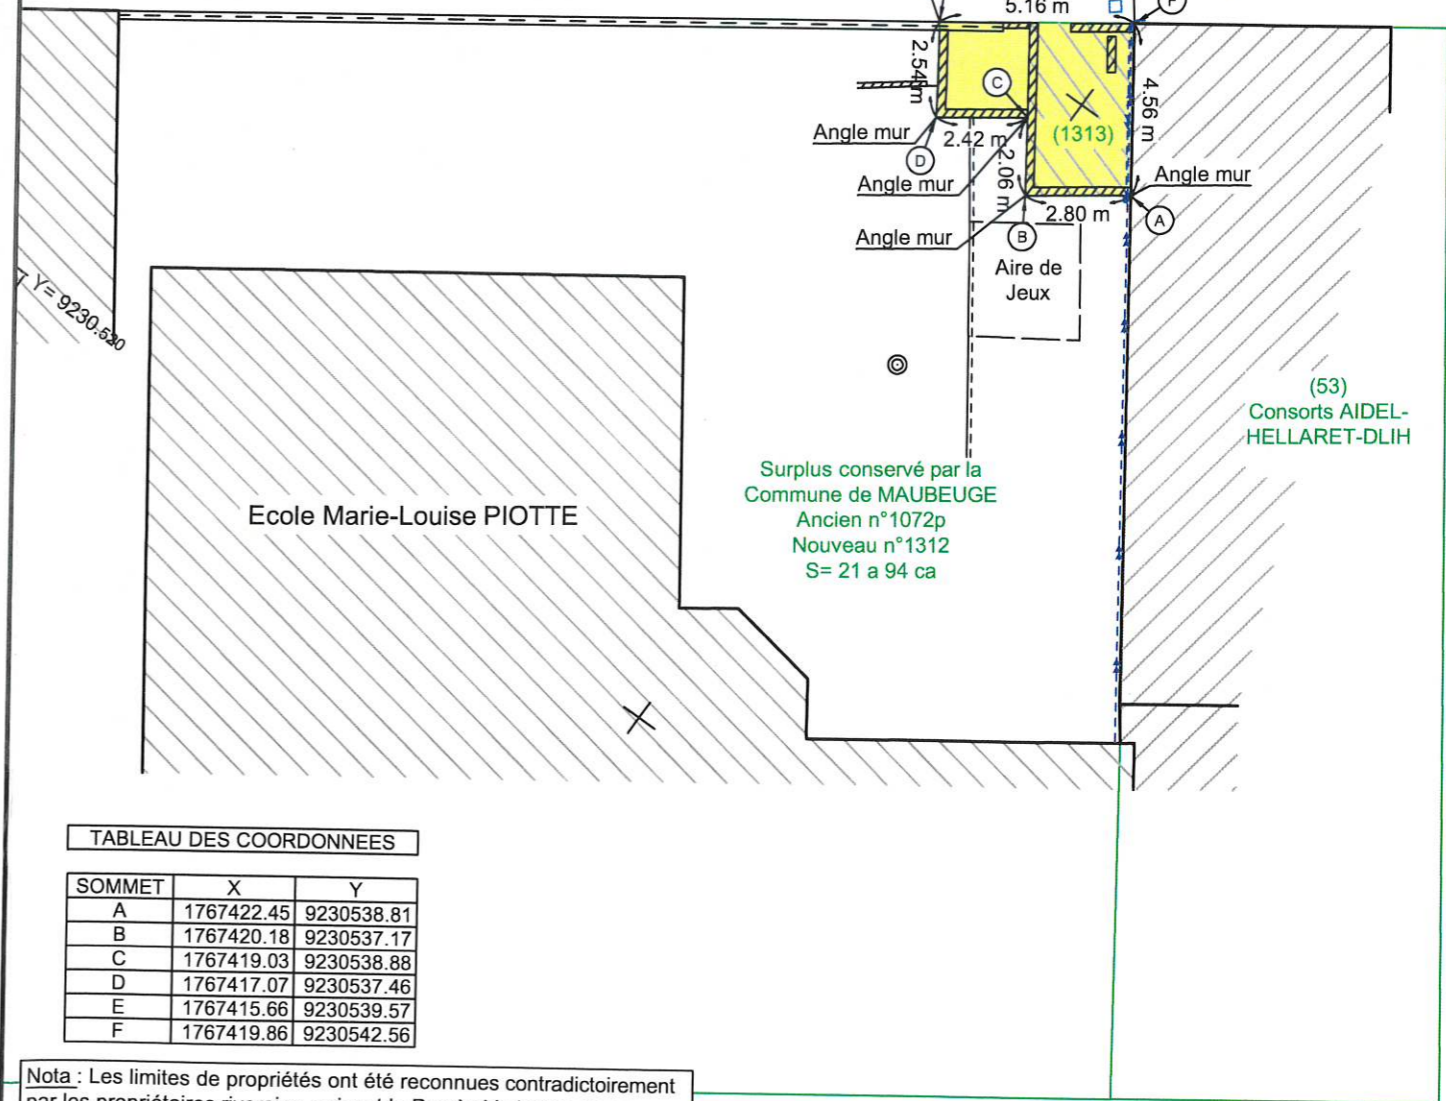 5.16 m
F
2.54 m
C
4.56 m
(1313)
Angle mur
D
2.42 m
2.06 m
Angle mur
Angle mur
2.80 m
A
Angle mur
B
Aire de
Jeux
Y= 9230.520
(53)
Consorts AIDEL-
HELLARET-DLIH
Surplus conservé par la
Commune de MAUBEUGE
Ancien n°1072p
Nouveau n°1312
S= 21 a 94 ca
Ecole Marie-Louise PIOTTE
TABLEAU DES COORDONNEES
SOMMET X Y
A 1767422.45 9230538.81
B 1767420.18 9230537.17
C 1767419.03 9230538.88
D 1767417.07 9230537.46
E 1767415.66 9230539.57
F 1767419.86 9230542.56
Nota : Les limites de propriétés ont été reconnues contradictoirement
par les propriétaires